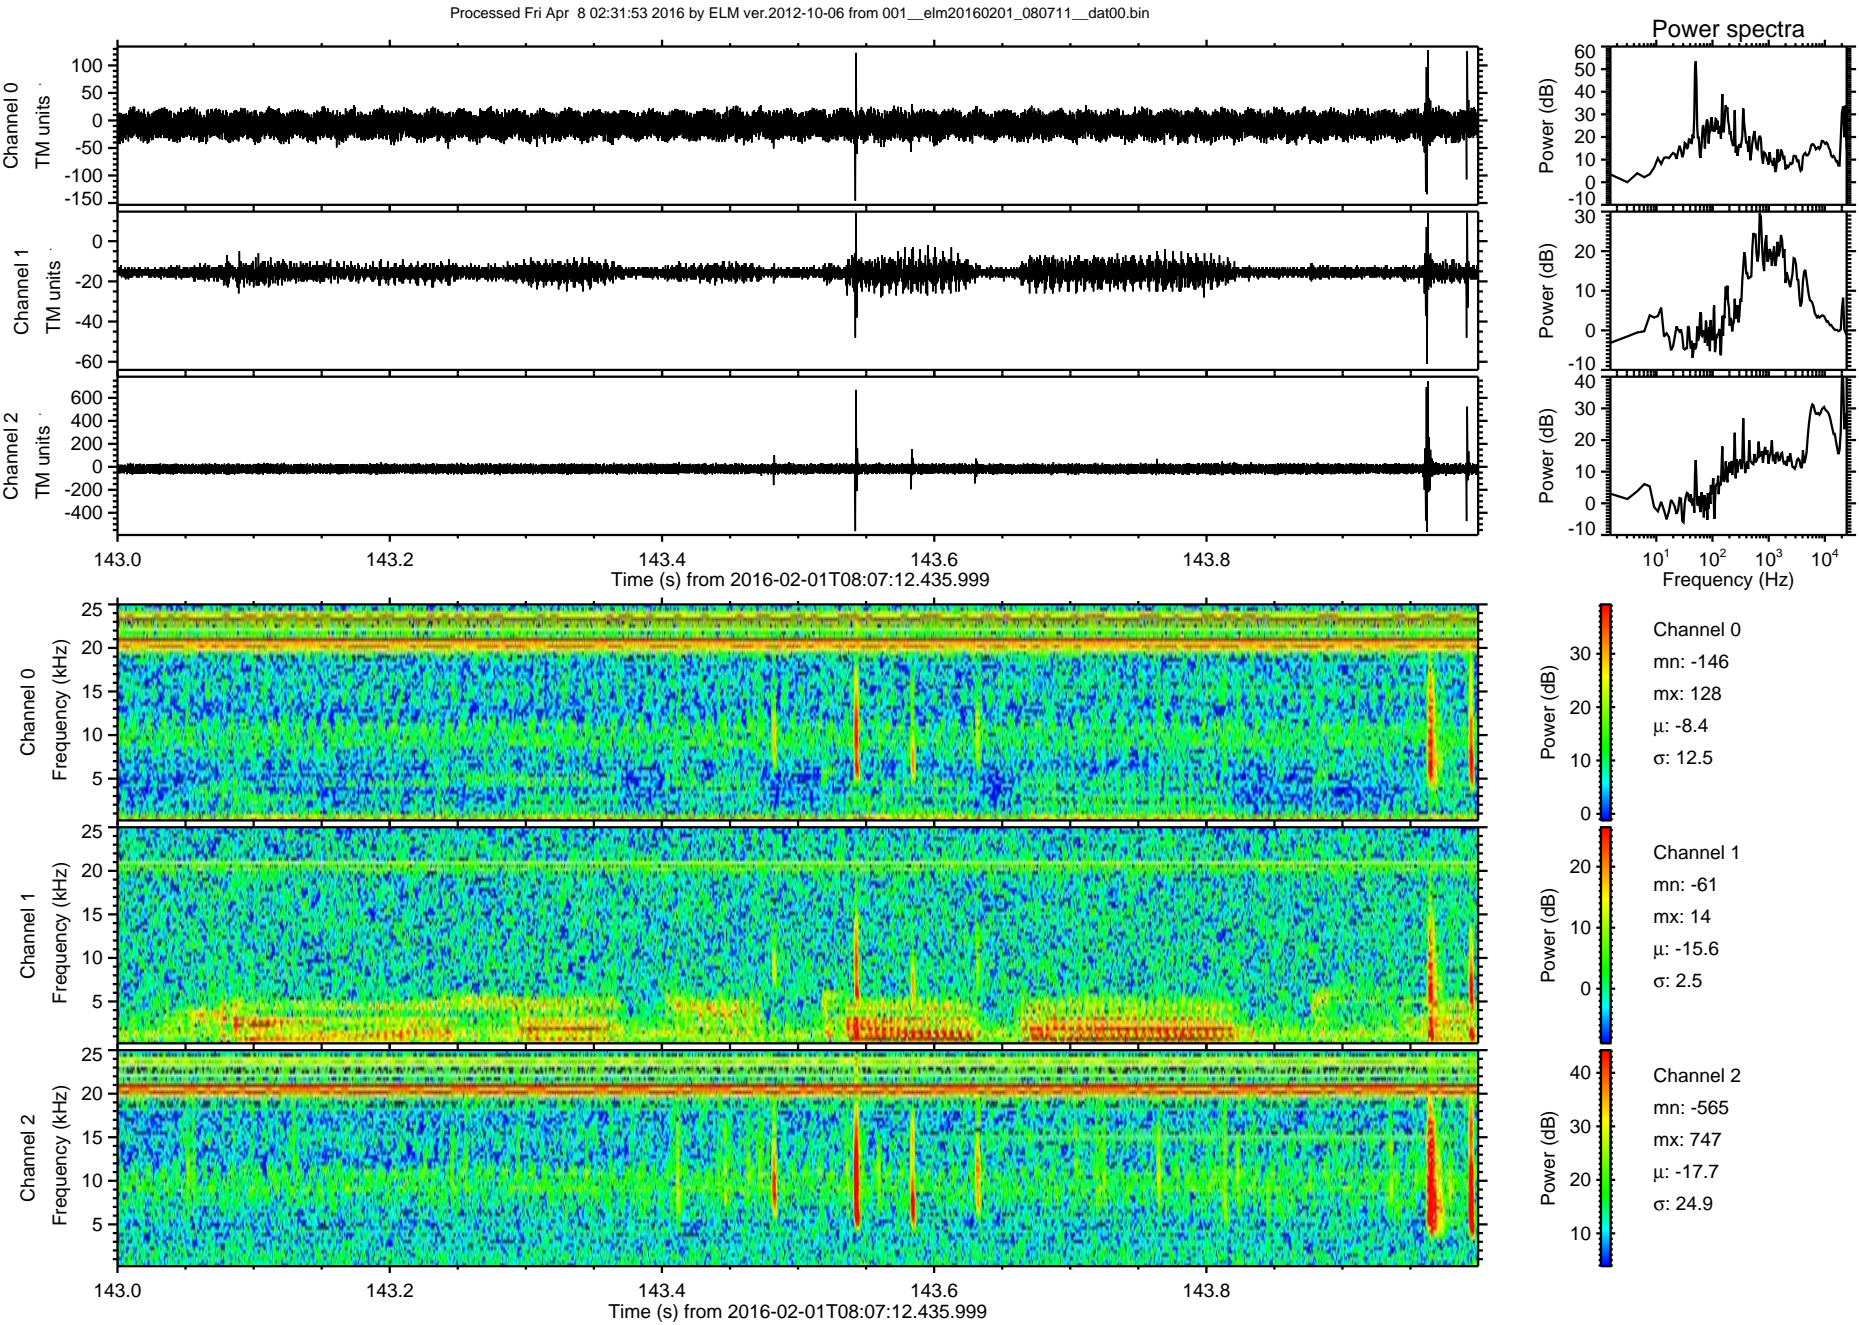 Processed Fri Apr  8 02:31:53 2016 by ELM ver.2012-10-06 from 001__elm20160201_080711__dat00.bin
Power spectra
Channel 0
TM units
100
50
0
-50
-100
-150
Power (dB)
60
50
40
30
20
10
0
-10
Channel 1
TM units
0
-20
-40
-60
Power (dB)
30
20
10
0
-10
Channel 2
TM units
600
400
200
0
-200
-400
Power (dB)
40
30
20
10
0
-10
143.0 143.2 143.4 143.6 143.8
Time (s) from 2016-02-01T08:07:12.435.999
10¹ 10² 10³ 10⁴
Frequency (Hz)
Channel 0
Frequency (kHz)
25
20
15
10
5
Power (dB)
30
20
10
0
Channel 0
mn: -146
mx: 128
μ: -8.4
σ: 12.5
Channel 1
Frequency (kHz)
25
20
15
10
5
Power (dB)
20
10
0
Channel 1
mn: -61
mx: 14
μ: -15.6
σ: 2.5
Channel 2
Frequency (kHz)
25
20
15
10
5
Power (dB)
40
30
20
10
Channel 2
mn: -565
mx: 747
μ: -17.7
σ: 24.9
143.0 143.2 143.4 143.6 143.8
Time (s) from 2016-02-01T08:07:12.435.999